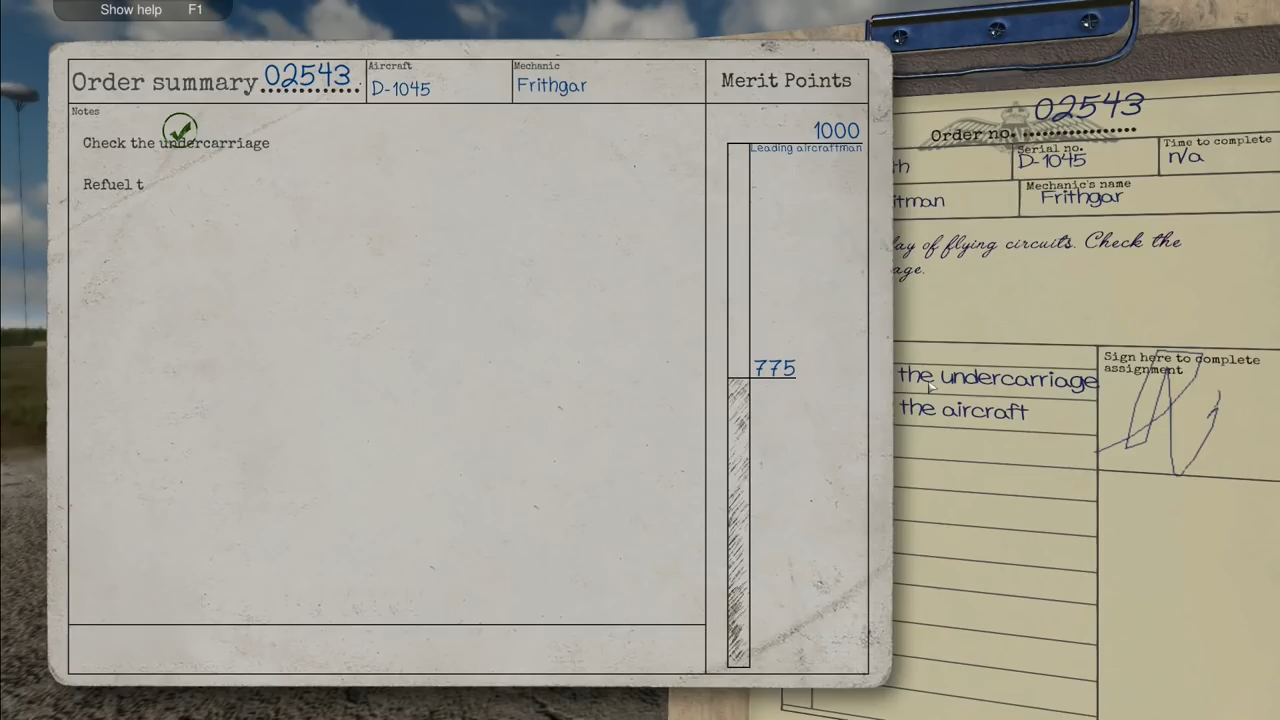 Show help F1
Order summary 02543
Aircraft
D-1045
Mechanic
Frithgar
Merit Points
Notes
Check the undercarriage
Refuel t
1000
Leading aircraftman
775
Order no. 02543
Serial no.
D-1045
Time to complete
n/a
Mechanic's name
Frithgar
of flying circuits. Check the
Sign here to complete
assignment
the undercarriage
the aircraft